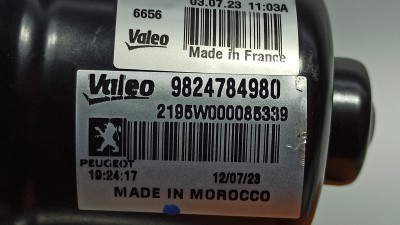 6656
03.07.23 11:03A
Valeo
Made in France
Valeo 9824784980
2195W000085339
PEUGEOT
19:24:17 12/07/23
MADE IN MOROCCO